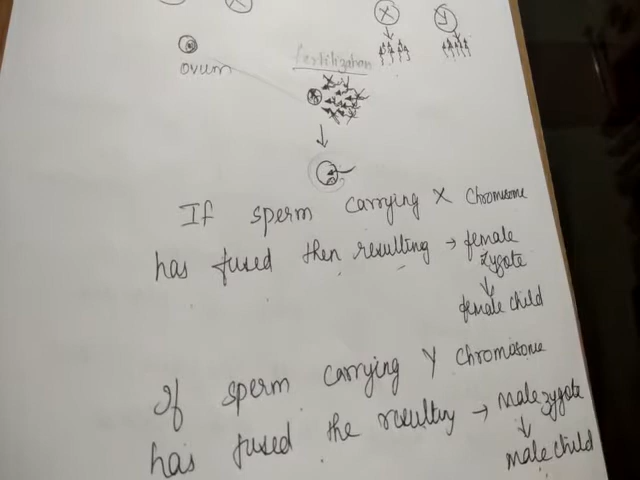 X Y
ovum fertilization
If sperm carrying X chromosome
has fused then resulting → female
zygote
female child
If sperm carrying Y chromosome
has fused the resulting → male zygote
male child